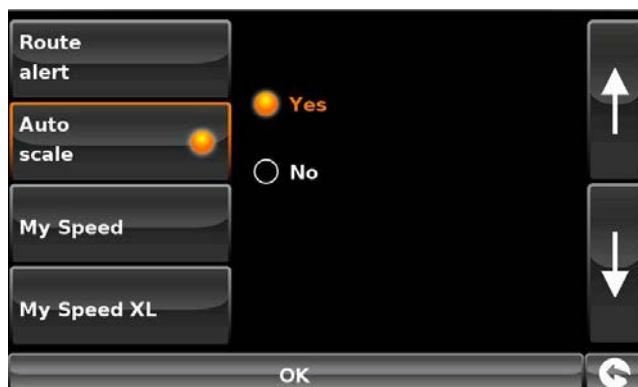 Route
alert
Auto
scale
Yes
No
My Speed
My Speed XL
OK